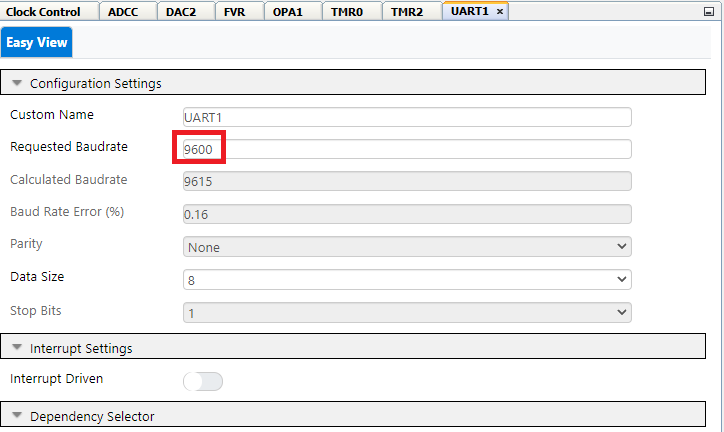 Clock Control ADCC DAC2 FVR OPA1 TMR0 TMR2 UART1 ×
Easy View
Configuration Settings
Custom Name UART1
Requested Baudrate 9600
Calculated Baudrate 9615
Baud Rate Error (%) 0.16
Parity None
Data Size 8
Stop Bits 1
Interrupt Settings
Interrupt Driven
Dependency Selector